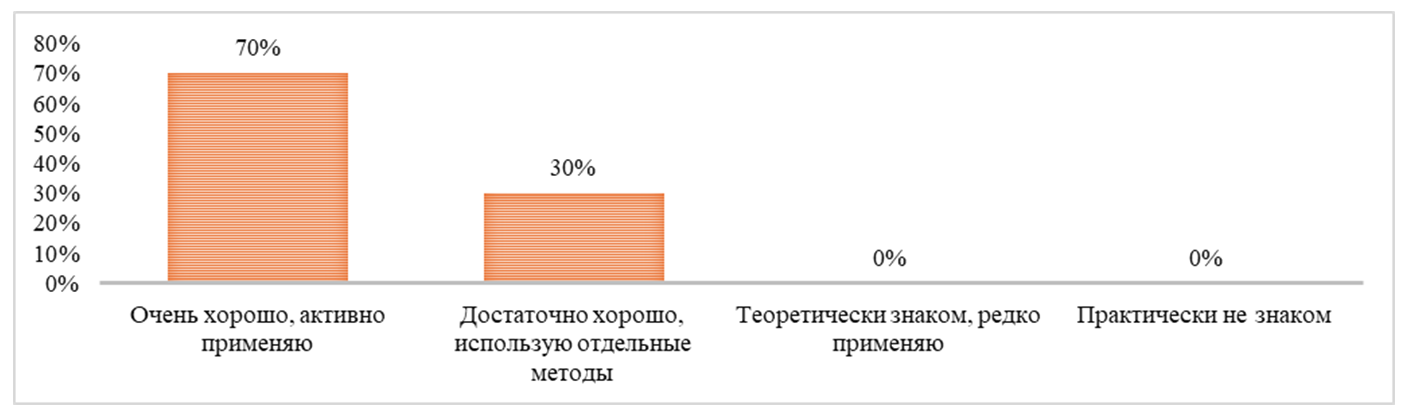 80%
70%
60%
50%
40%
30%
20%
10%
0%
70%
30%
0%
0%
Очень хорошо, активно
применяю
Достаточно хорошо,
использую отдельные
методы
Теоретически знаком, редко
применяю
Практически не знаком